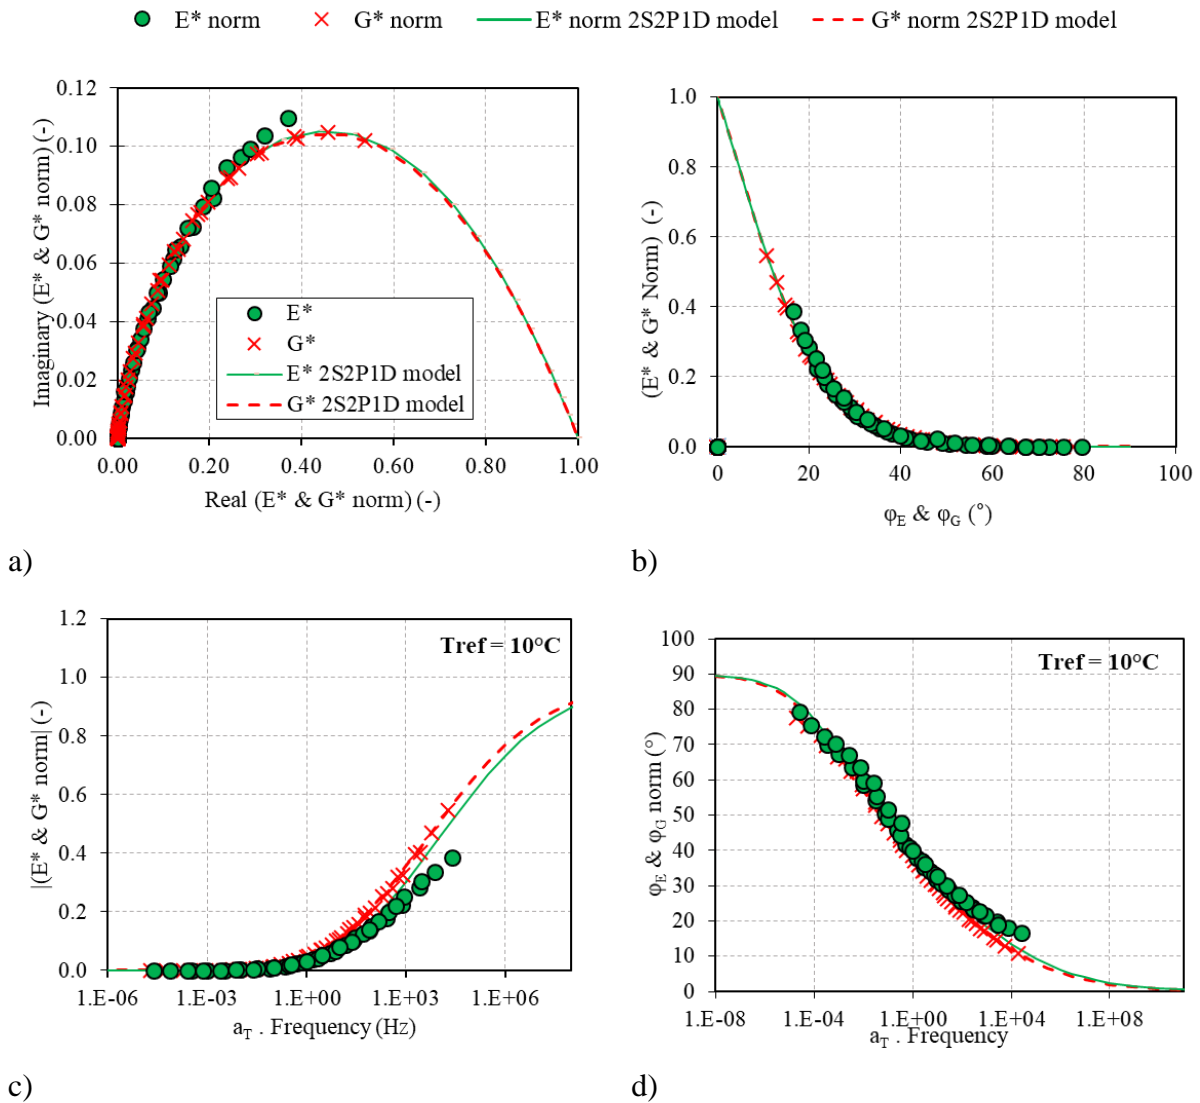 E* norm G* norm E* norm 2S2P1D model G* norm 2S2P1D model
Imaginary (E* & G* norm) (-)
0.12
0.10
0.08
0.06
0.04
0.02
0.00
E*
G*
E* 2S2P1D model
G* 2S2P1D model
0.00 0.20 0.40 0.60 0.80 1.00
Real (E* & G* norm) (-)
a)
(E* & G* Norm) (-)
1.0
0.8
0.6
0.4
0.2
0.0
0 20 40 60 80 100
φE & φG (°)
b)
|(E* & G* norm| (-)
1.2
1.0
0.8
0.6
0.4
0.2
0.0
Tref = 10°C
1.E-06 1.E-03 1.E+00 1.E+03 1.E+06
aT . Frequency (Hz)
c)
φE & φG norm (°)
100
90
80
70
60
50
40
30
20
10
0
Tref = 10°C
1.E-08 1.E-04 1.E+00 1.E+04 1.E+08
aT . Frequency
d)